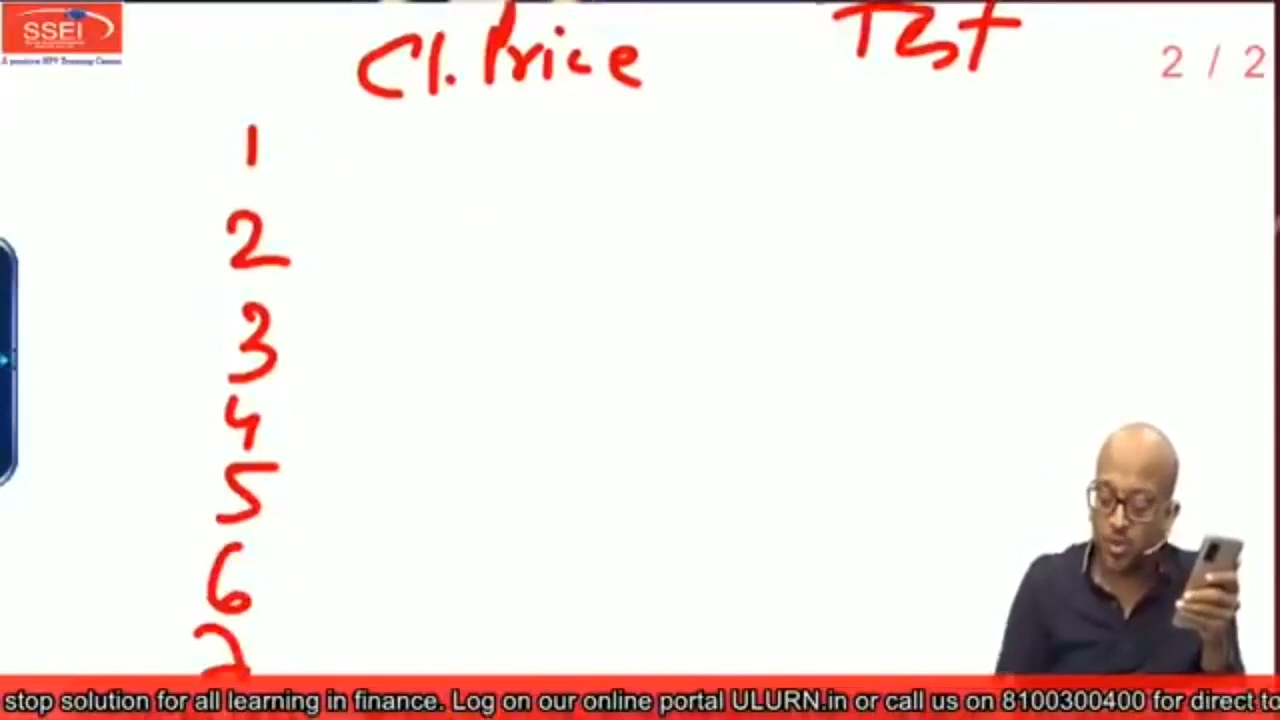 SSEI
Cl. Price
2 / 2
1
2
3
4
5
6
7
stop solution for all learning in finance. Log on our online portal ULURN.in or call us on 8100300400 for direct to